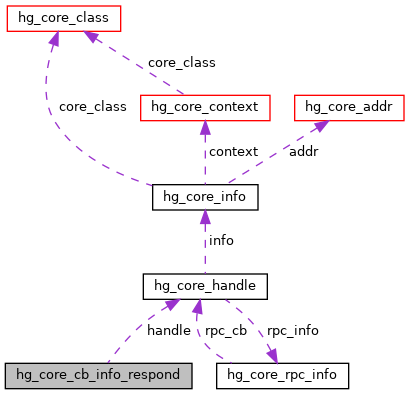 hg_core_class
core_class
hg_core_context
hg_core_addr
core_class
context
addr
hg_core_info
info
hg_core_handle
handle
rpc_cb
rpc_info
hg_core_cb_info_respond
hg_core_rpc_info